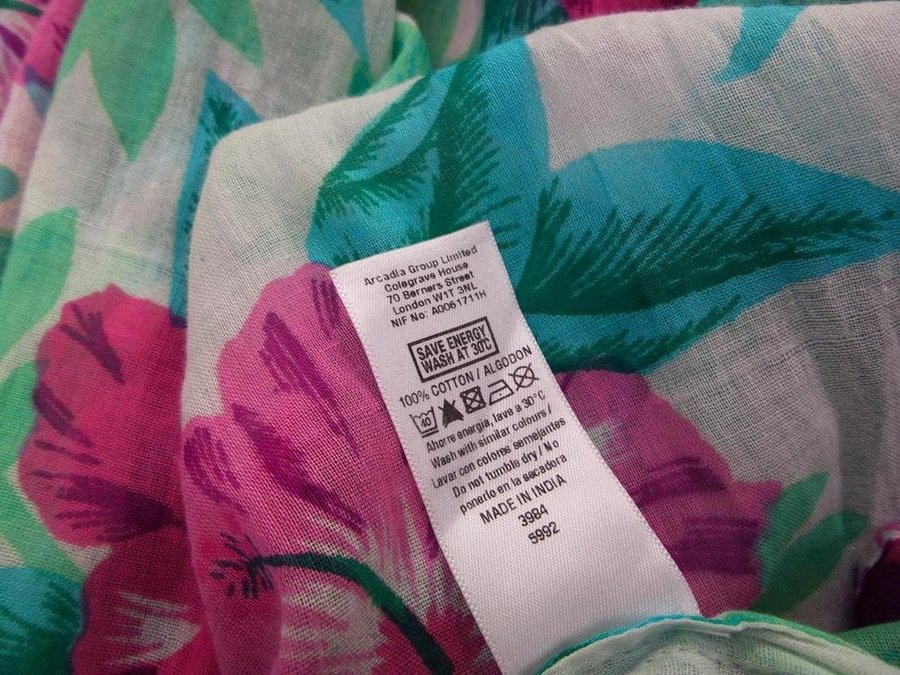 Arcadia Group Limited
Colegrave House
70 Berners Street
London W1T 3NL
NIF No: A0061711H
SAVE ENERGY
WASH AT 30°C
100% COTTON / ALGODON
40
Ahorre energia, lave a 30°C
Wash with similar colours /
Lavar con colores semejantes
Do not tumble dry / No
ponerlo en la secadora
MADE IN INDIA
3984
5992